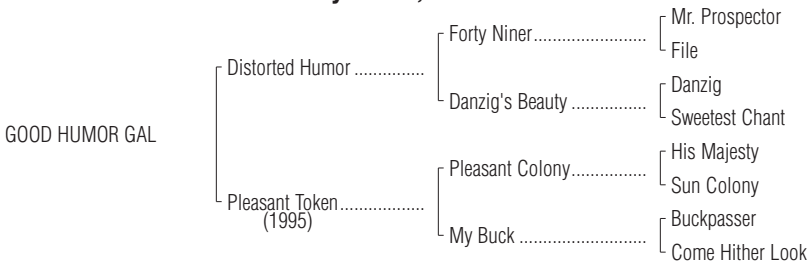 Mr. Prospector
Forty Niner.......................
File
Distorted Humor ...............
Danzig
Danzig's Beauty ................
Sweetest Chant
GOOD HUMOR GAL
His Majesty
Pleasant Colony................
Sun Colony
Pleasant Token..................
(1995)
Buckpasser
My Buck ...........................
Come Hither Look